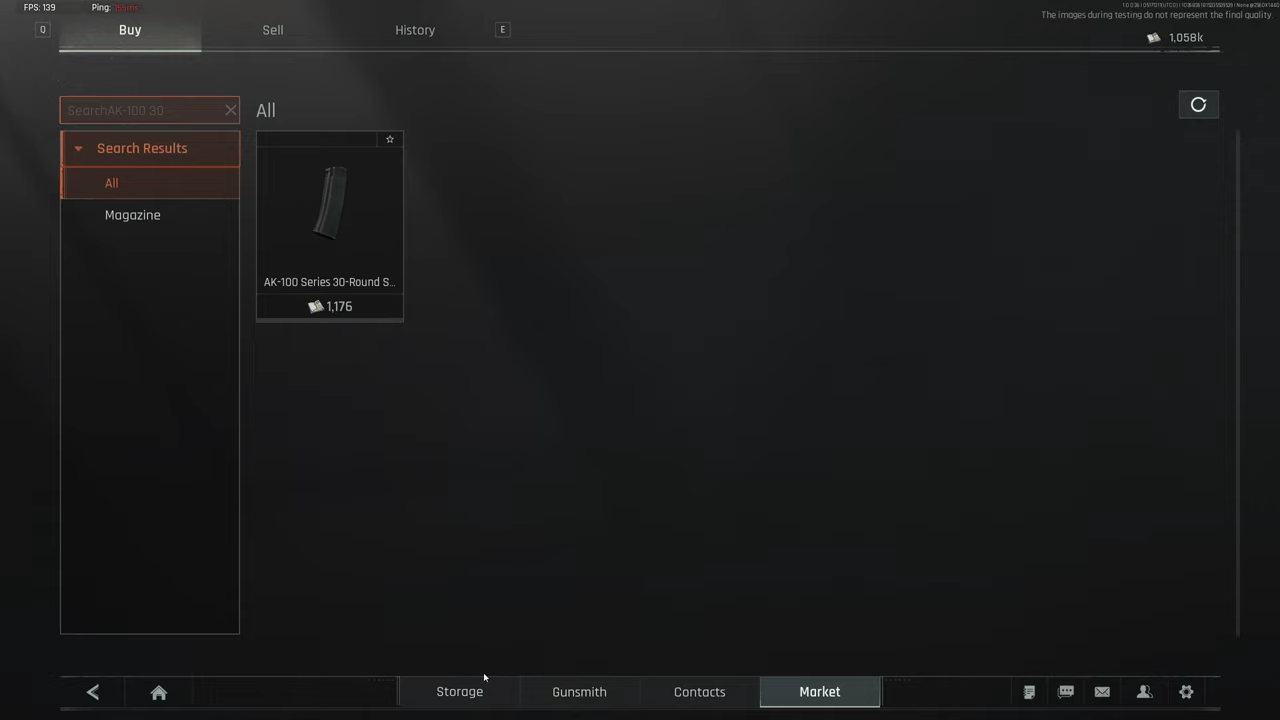 FPS: 139 Ping:
The images during testing do not represent the final quality
Q Buy Sell History E
1,058k
SearchAK-100 30
All
Search Results
All
Magazine
AK-100 Series 30-Round S...
1,176
Storage Gunsmith Contacts Market